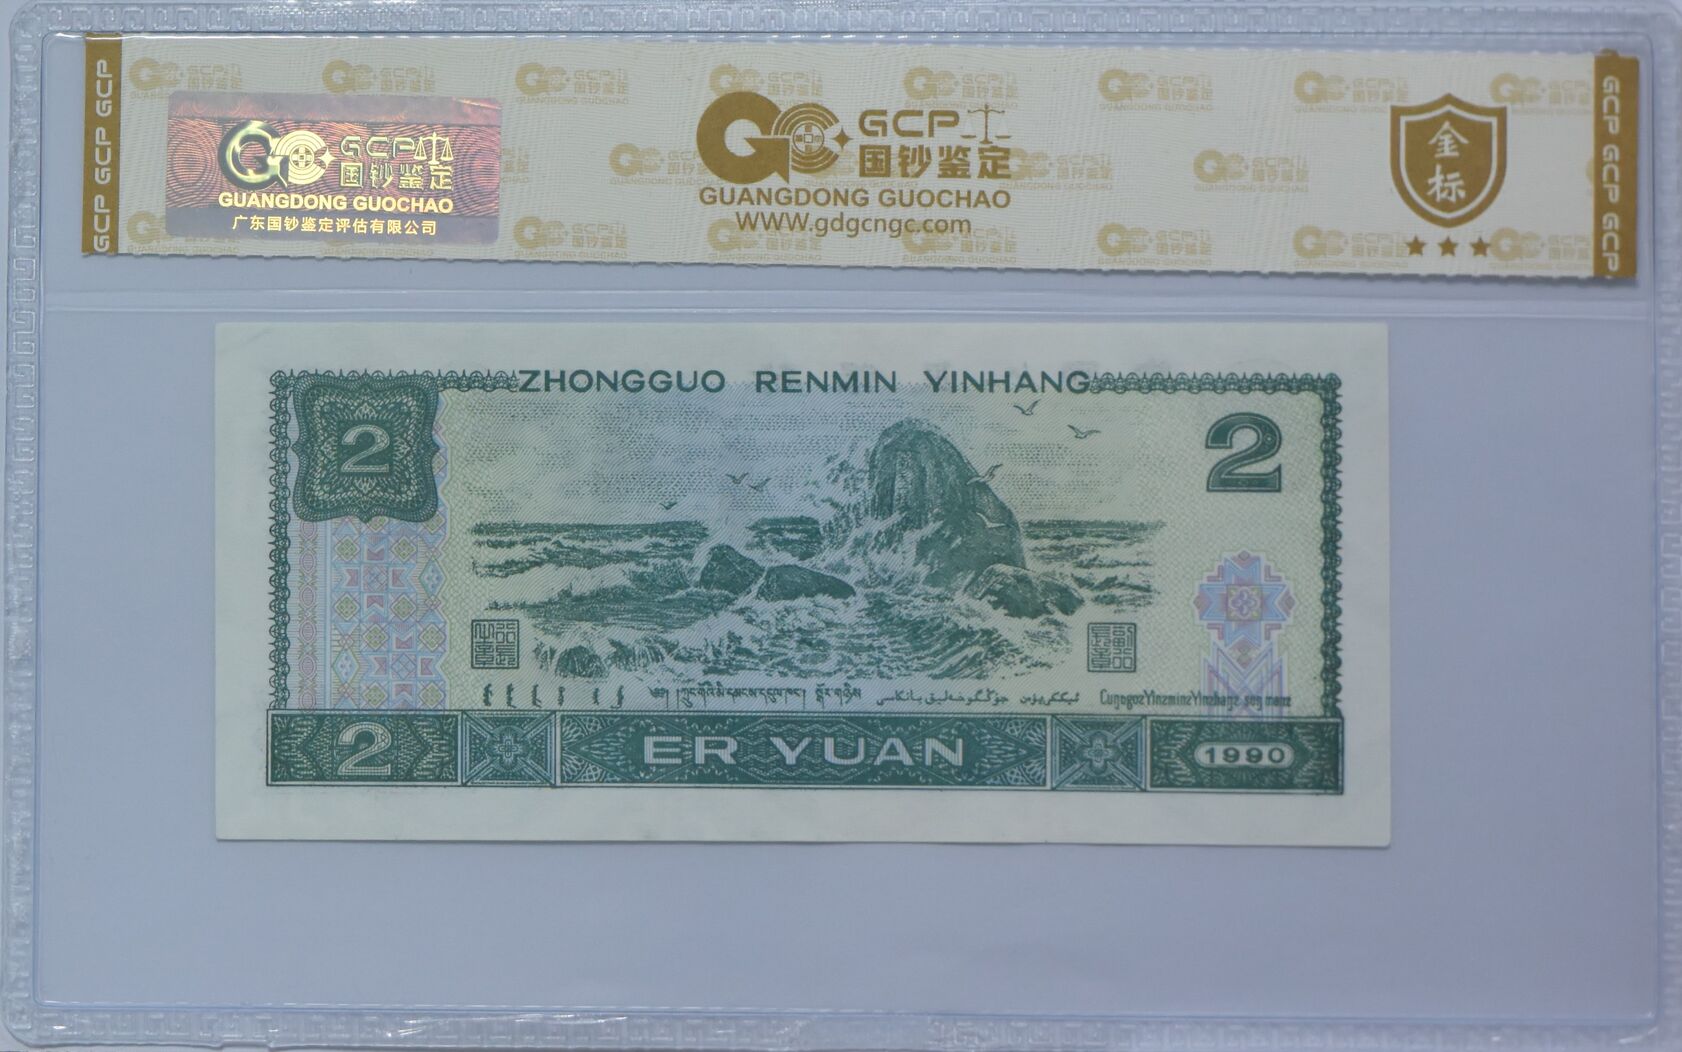 GCP GCP GCP
GCP
国钞鉴定
GUANGDONG GUOCHAO
广东国钞鉴定评估有限公司
GCP
国钞鉴定
GUANGDONG GUOCHAO
WWW.gdgcngc.com
金标
GCP GCP GCP
ZHONGGUO RENMIN YINHANG
2
2
2
ER YUAN
1990